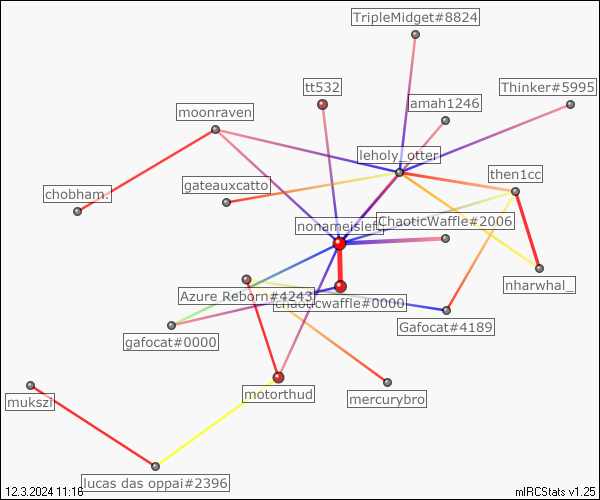 TripleMidget#8824
tt532
Thinker#5995
amah1246
moonraven
leholy_otter
then1cc
gateauxcatto
chobham.
nonameisleft
ChaoticWaffle#2006
nharwhal_
Azure Reborn#4243
chaoticwaffle#0000
Gafocat#4189
gafocat#0000
motorthud
mercurybro
mukszi
lucas das oppai#2396
12.3.2024 11:16
mIRCStats v1.25